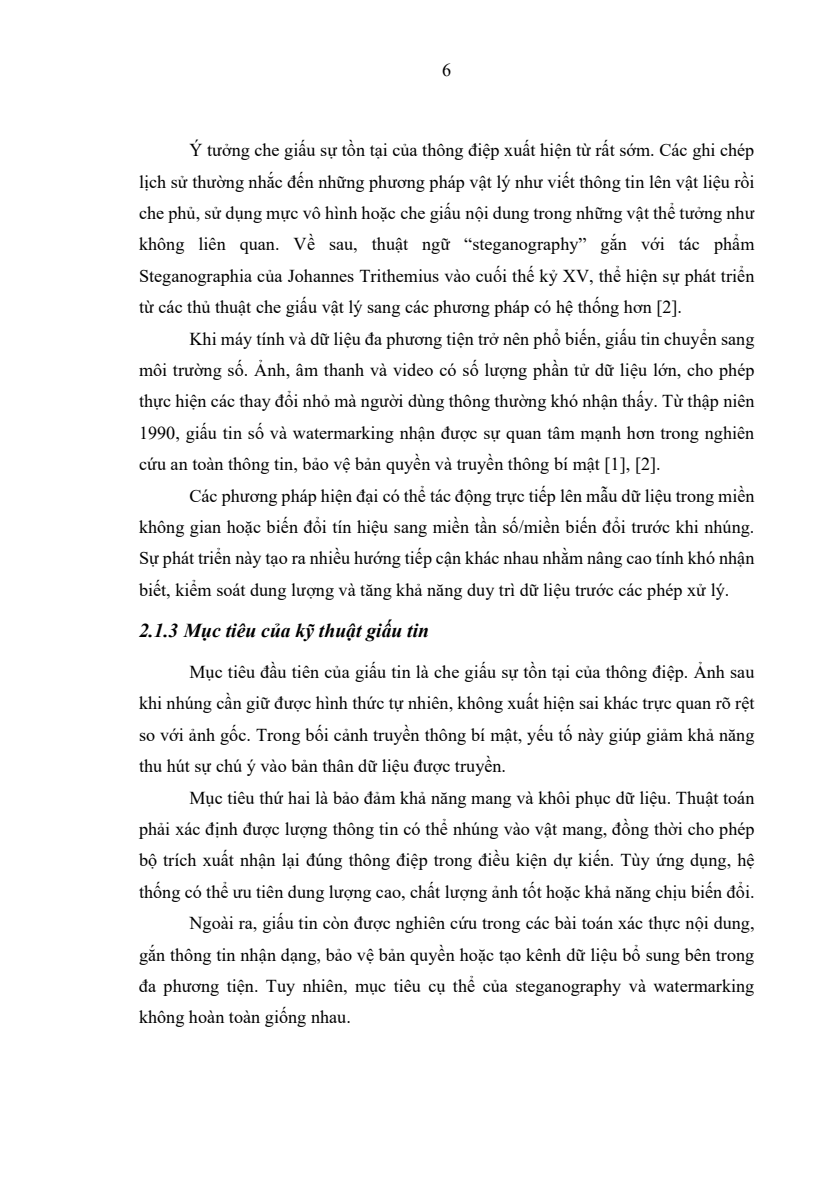 6
Ý tưởng che giấu sự tồn tại của thông điệp xuất hiện từ rất sớm. Các ghi chép
lịch sử thường nhắc đến những phương pháp vật lý như viết thông tin lên vật liệu rồi
che phủ, sử dụng mực vô hình hoặc che giấu nội dung trong những vật thể tưởng như
không liên quan. Về sau, thuật ngữ “steganography” gắn với tác phẩm
Steganographia của Johannes Trithemius vào cuối thế kỷ XV, thể hiện sự phát triển
từ các thủ thuật che giấu vật lý sang các phương pháp có hệ thống hơn [2].
Khi máy tính và dữ liệu đa phương tiện trở nên phổ biến, giấu tin chuyển sang
môi trường số. Ảnh, âm thanh và video có số lượng phần tử dữ liệu lớn, cho phép
thực hiện các thay đổi nhỏ mà người dùng thông thường khó nhận thấy. Từ thập niên
1990, giấu tin số và watermarking nhận được sự quan tâm mạnh hơn trong nghiên
cứu an toàn thông tin, bảo vệ bản quyền và truyền thông bí mật [1], [2].
Các phương pháp hiện đại có thể tác động trực tiếp lên mẫu dữ liệu trong miền
không gian hoặc biến đổi tín hiệu sang miền tần số/miền biến đổi trước khi nhúng.
Sự phát triển này tạo ra nhiều hướng tiếp cận khác nhau nhằm nâng cao tính khó nhận
biết, kiểm soát dung lượng và tăng khả năng duy trì dữ liệu trước các phép xử lý.
2.1.3 Mục tiêu của kỹ thuật giấu tin
Mục tiêu đầu tiên của giấu tin là che giấu sự tồn tại của thông điệp. Ảnh sau
khi nhúng cần giữ được hình thức tự nhiên, không xuất hiện sai khác trực quan rõ rệt
so với ảnh gốc. Trong bối cảnh truyền thông bí mật, yếu tố này giúp giảm khả năng
thu hút sự chú ý vào bản thân dữ liệu được truyền.
Mục tiêu thứ hai là bảo đảm khả năng mang và khôi phục dữ liệu. Thuật toán
phải xác định được lượng thông tin có thể nhúng vào vật mang, đồng thời cho phép
bộ trích xuất nhận lại đúng thông điệp trong điều kiện dự kiến. Tùy ứng dụng, hệ
thống có thể ưu tiên dung lượng cao, chất lượng ảnh tốt hoặc khả năng chịu biến đổi.
Ngoài ra, giấu tin còn được nghiên cứu trong các bài toán xác thực nội dung,
gắn thông tin nhận dạng, bảo vệ bản quyền hoặc tạo kênh dữ liệu bổ sung bên trong
đa phương tiện. Tuy nhiên, mục tiêu cụ thể của steganography và watermarking
không hoàn toàn giống nhau.